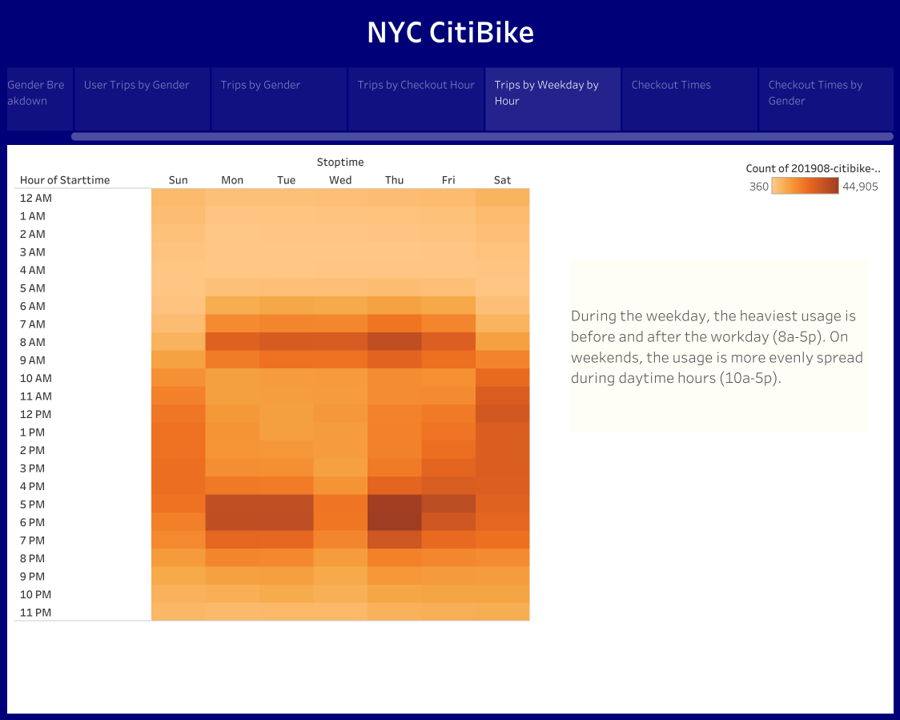 NYC CitiBike
Gender Bre
akdown
User Trips by Gender
Trips by Gender
Trips by Checkout Hour
Trips by Weekday by
Hour
Checkout Times
Checkout Times by
Gender
Stoptime
Hour of Starttime Sun Mon Tue Wed Thu Fri Sat
12 AM
1 AM
2 AM
3 AM
4 AM
5 AM
6 AM
7 AM
8 AM
9 AM
10 AM
11 AM
12 PM
1 PM
2 PM
3 PM
4 PM
5 PM
6 PM
7 PM
8 PM
9 PM
10 PM
11 PM
Count of 201908-citibike-..
360 44,905
During the weekday, the heaviest usage is
before and after the workday (8a-5p). On
weekends, the usage is more evenly spread
during daytime hours (10a-5p).